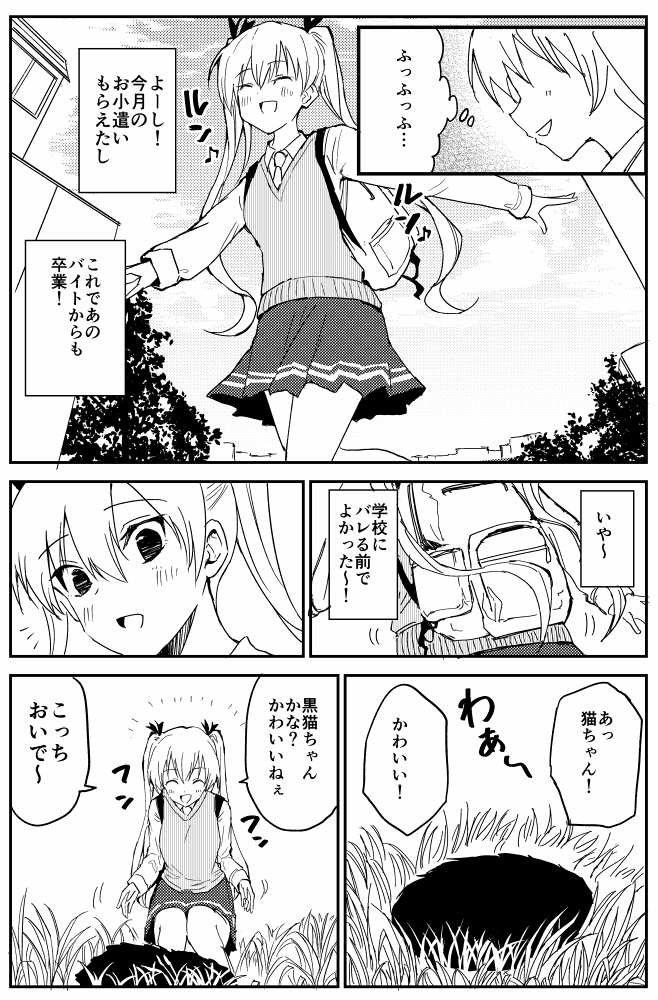 ふっふっふ…
よーし！
今月の
お小遣い
もらえたし
ルン♪
ルン♪
これであの
バイトからも
卒業！
いや〜
学校に
バレる前で
よかった〜！
あっ
猫ちゃん！
わぁ〜
かわいい！
黒猫ちゃん
かな？
かわいいねぇ
フン
フン
こっち
おいで〜